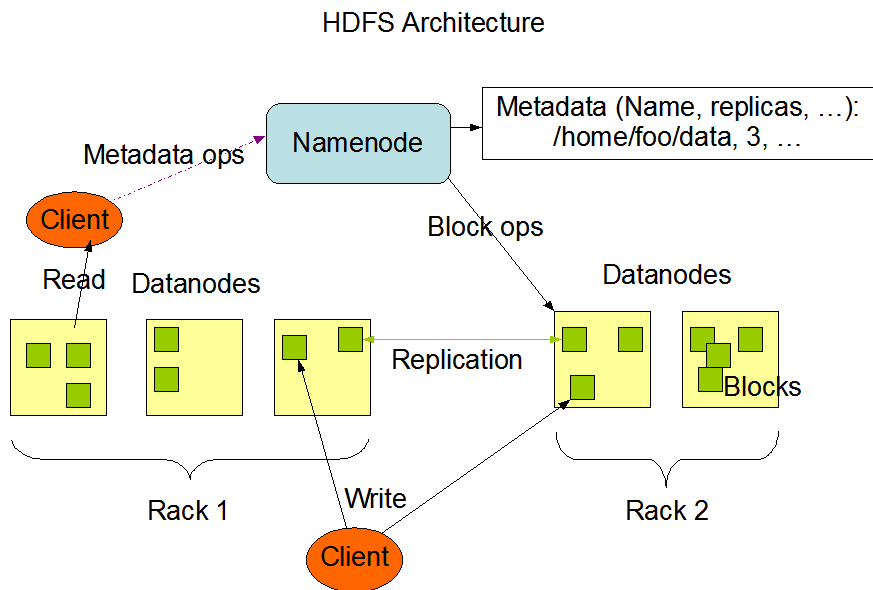 HDFS Architecture
Metadata (Name, replicas, …):
/home/foo/data, 3, …
Namenode
Metadata ops
Client
Block ops
Read
Datanodes
Datanodes
Replication
Blocks
Rack 1
Write
Rack 2
Client